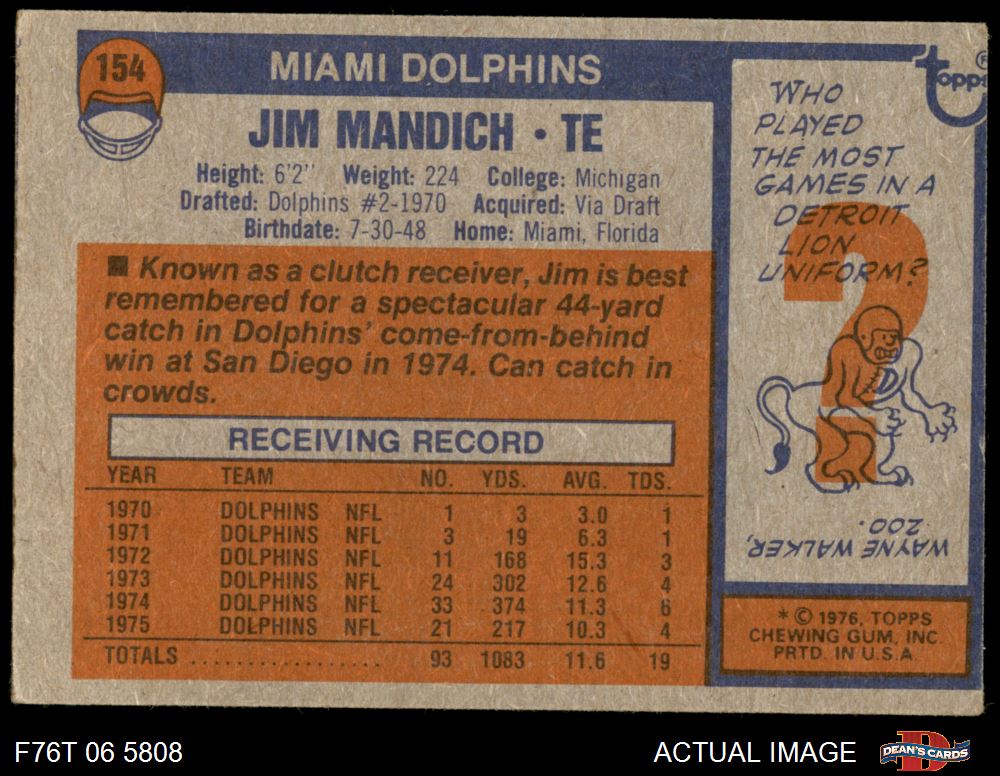 154
MIAMI DOLPHINS
JIM MANDICH • TE
Height: 6'2" Weight: 224 College: Michigan
Drafted: Dolphins #2-1970 Acquired: Via Draft
Birthdate: 7-30-48 Home: Miami, Florida
■ Known as a clutch receiver, Jim is best
remembered for a spectacular 44-yard
catch in Dolphins' come-from-behind
win at San Diego in 1974. Can catch in
crowds.
RECEIVING RECORD
YEAR TEAM NO. YDS. AVG. TDS.
1970 DOLPHINS NFL 1 3 3.0 1
1971 DOLPHINS NFL 3 19 6.3 1
1972 DOLPHINS NFL 11 168 15.3 3
1973 DOLPHINS NFL 24 302 12.6 4
1974 DOLPHINS NFL 33 374 11.3 6
1975 DOLPHINS NFL 21 217 10.3 4
TOTALS .................. 93 1083 11.6 19
Topps®
WHO
PLAYED
THE MOST
GAMES IN A
DETROIT
LION
UNIFORM?
?
D
WAYNE WALKER,
200.
* © 1976, TOPPS
CHEWING GUM, INC.
PRTD. IN U.S.A.
F76T 06 5808
ACTUAL IMAGE
D
DEAN'S CARDS